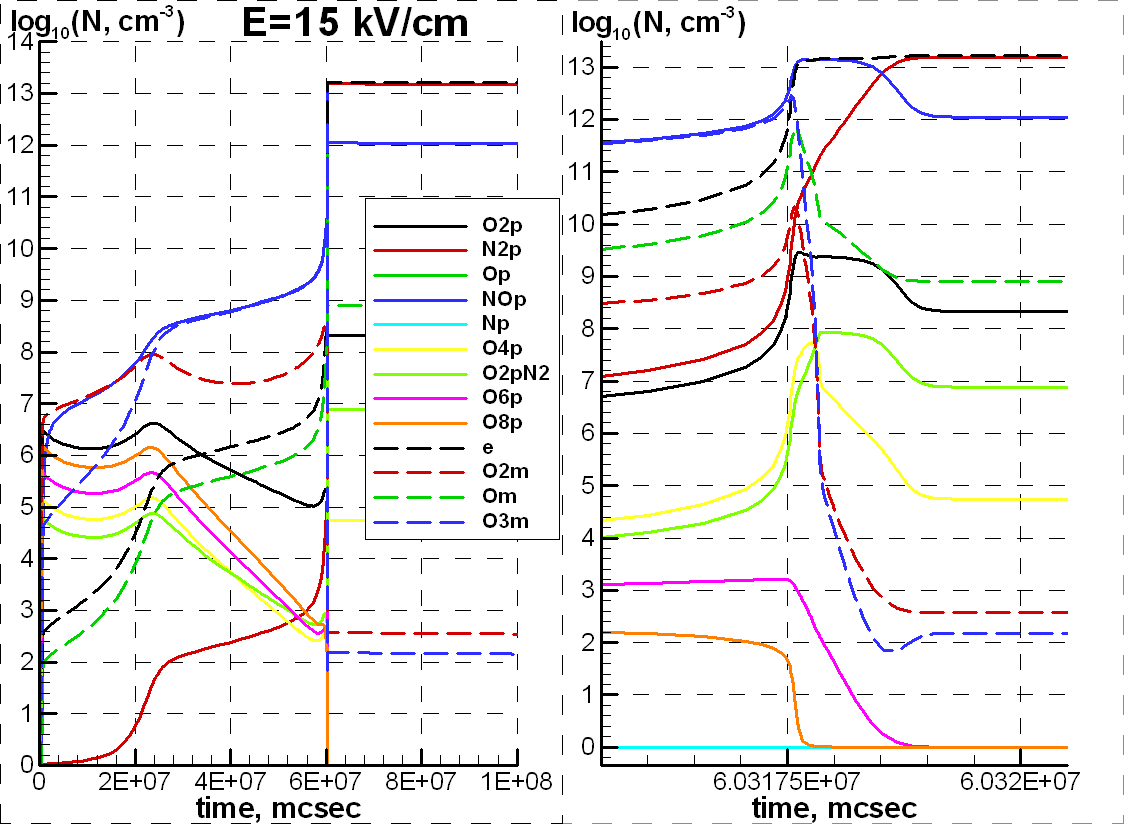 log10(N, cm-3) E=15 kV/cm
14
13
12
11
10
9
8
7
6
5
4
3
2
1
0
0 2E+07 4E+07 6E+07 8E+07 1E+08
time, mcsec
O2p
N2p
Op
NOp
Np
O4p
O2pN2
O6p
O8p
e
O2m
Om
O3m
log10(N, cm-3)
13
12
11
10
9
8
7
6
5
4
3
2
1
0
6.03175E+07 6.032E+07
time, mcsec